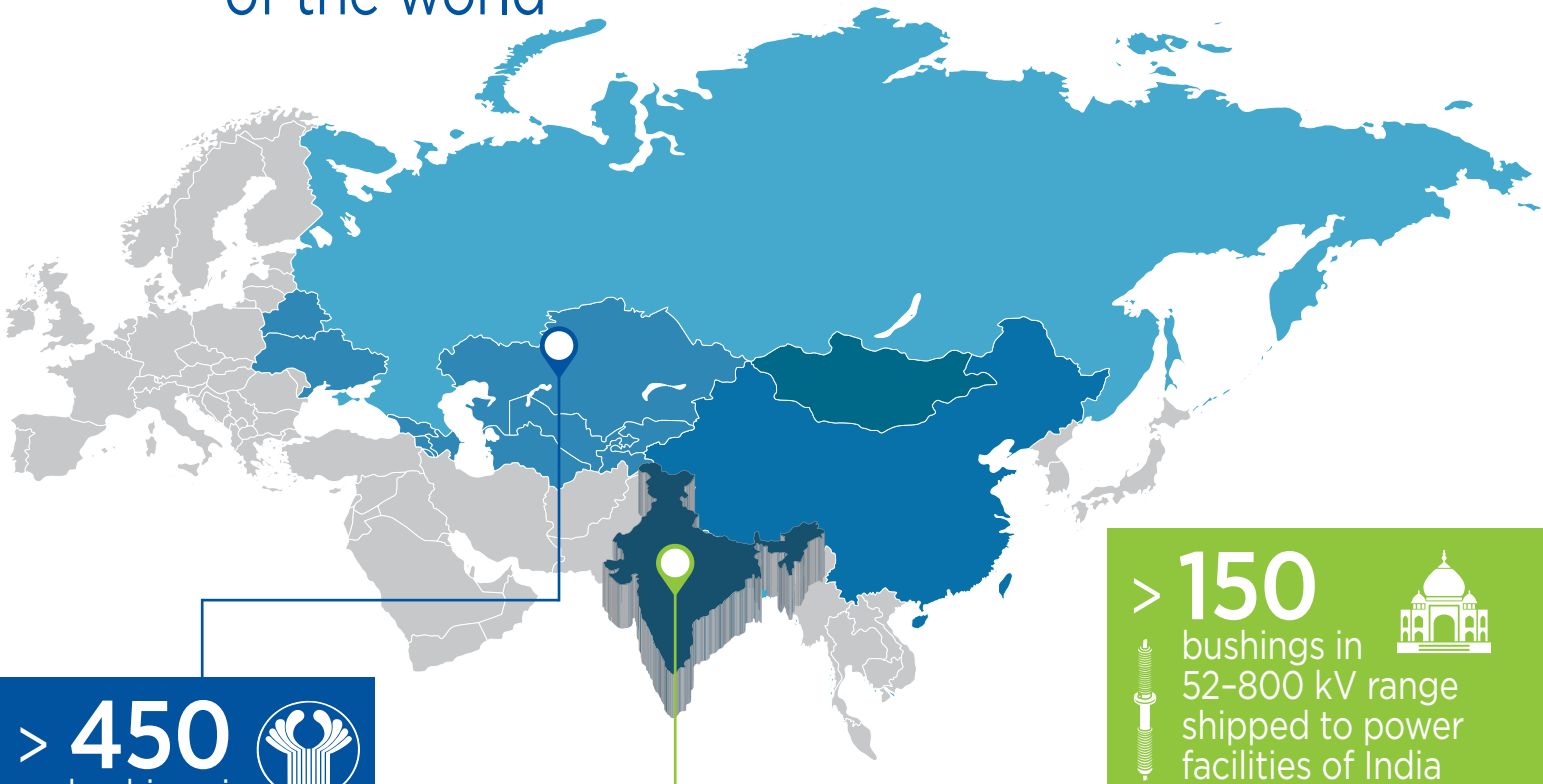 of the world
> 150
bushings in
52–800 kV range
shipped to power
facilities of India
> 450